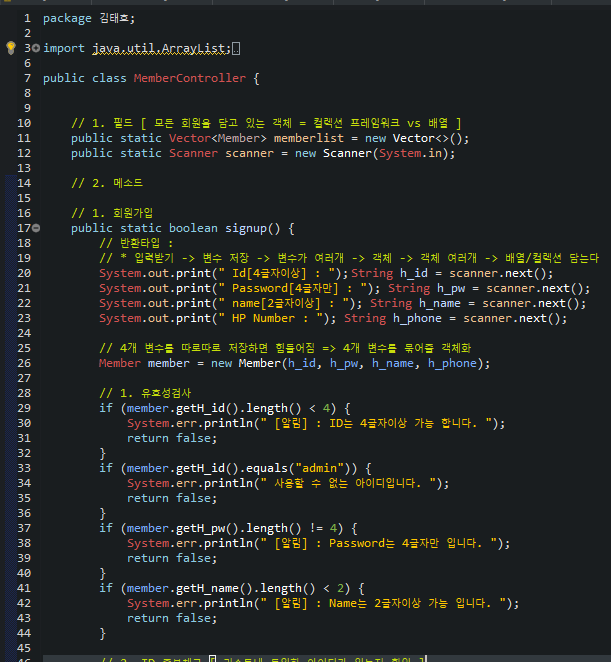 1 package 김태호;
2
3 import java.util.ArrayList;
6
7 public class MemberController {
8
9
10 // 1. 필드 [ 모든 회원을 담고 있는 객체 = 컬렉션 프레임워크 vs 배열 ]
11 public static Vector<Member> memberlist = new Vector<>();
12 public static Scanner scanner = new Scanner(System.in);
13
14 // 2. 메소드
15
16 // 1. 회원가입
17 public static boolean signup() {
18 // 반환타입 :
19 // * 입력받기 -> 변수 저장 -> 변수가 여러개 -> 객체 -> 객체 여러개 -> 배열/컬렉션 담는다
20 System.out.print(" Id[4글자이상] : ");String h_id = scanner.next();
21 System.out.print(" Password[4글자만] : "); String h_pw = scanner.next();
22 System.out.print(" name[2글자이상] : "); String h_name = scanner.next();
23 System.out.print(" HP Number : "); String h_phone = scanner.next();
24
25 // 4개 변수를 따로따로 저장하면 힘들어짐 => 4개 변수를 묶어줄 객체화
26 Member member = new Member(h_id, h_pw, h_name, h_phone);
27
28 // 1. 유효성검사
29 if (member.getH_id().length() < 4) {
30 System.err.println(" [알림] : ID는 4글자이상 가능 합니다. ");
31 return false;
32 }
33 if (member.getH_id().equals("admin")) {
34 System.err.println(" 사용할 수 없는 아이디입니다. ");
35 return false;
36 }
37 if (member.getH_pw().length() != 4) {
38 System.err.println(" [알림] : Password는 4글자만 입니다. ");
39 return false;
40 }
41 if (member.getH_name().length() < 2) {
42 System.err.println(" [알림] : Name는 2글자이상 가능 입니다. ");
43 return false;
44 }
45